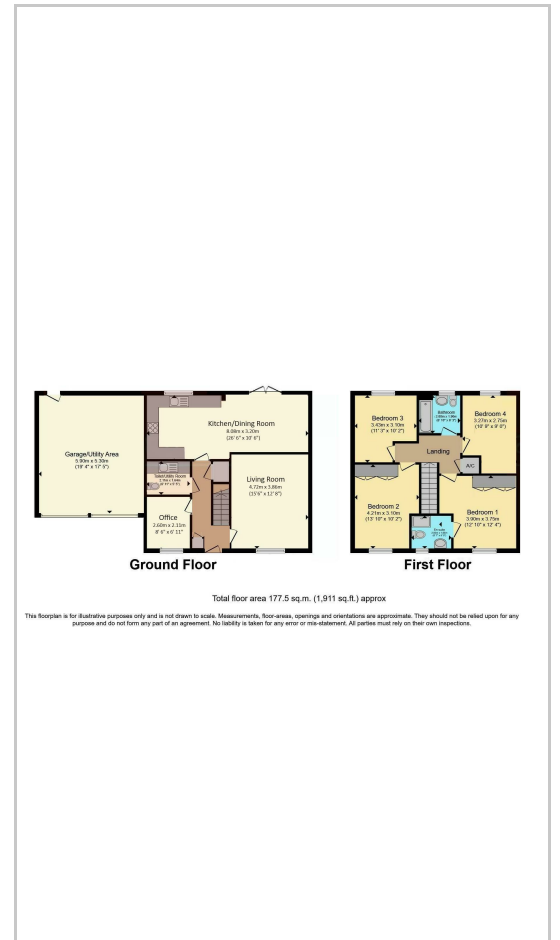 Garage/Utility Area
5.90m x 5.30m
(19' 4" x 17' 5")
Kitchen/Dining Room
8.08m x 3.20m
(26' 6" x 10' 6")
Toilet/Utility Room
Office
2.60m x 2.11m
(8' 6" x 6' 11")
Living Room
4.72m x 3.86m
(15'6" x 12' 8")
Ground Floor
Bedroom 3
3.43m x 3.10m
(11' 3" x 10' 2")
Bathroom
Bedroom 4
3.27m x 2.75m
Landing
A/C
Bedroom 2
4.21m x 3.10m
(13' 10" x 10' 2")
Bedroom 1
3.90m x 3.75m
(12' 10" x 12' 4")
First Floor
Total floor area 177.5 sq.m. (1,911 sq.ft.) approx
This floorplan is for illustrative purposes only and is not drawn to scale. Measurements, floor-areas, openings and orientations are approximate. They should not be relied upon for any
purpose and do not form any part of an agreement. No liability is taken for any error or mis-statement. All parties must rely on their own inspections.